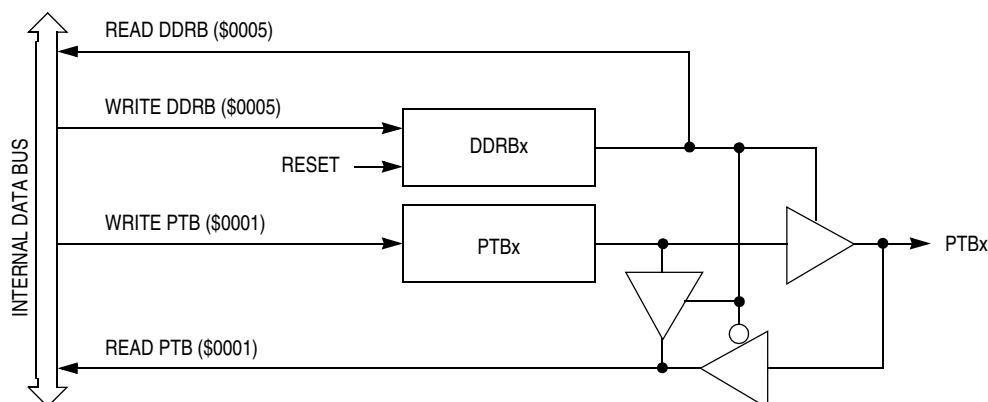 READ DDRB ($0005)
WRITE DDRB ($0005)
DDRBx
RESET
WRITE PTB ($0001)
PTBx
PTBx
READ PTB ($0001)
INTERNAL DATA BUS